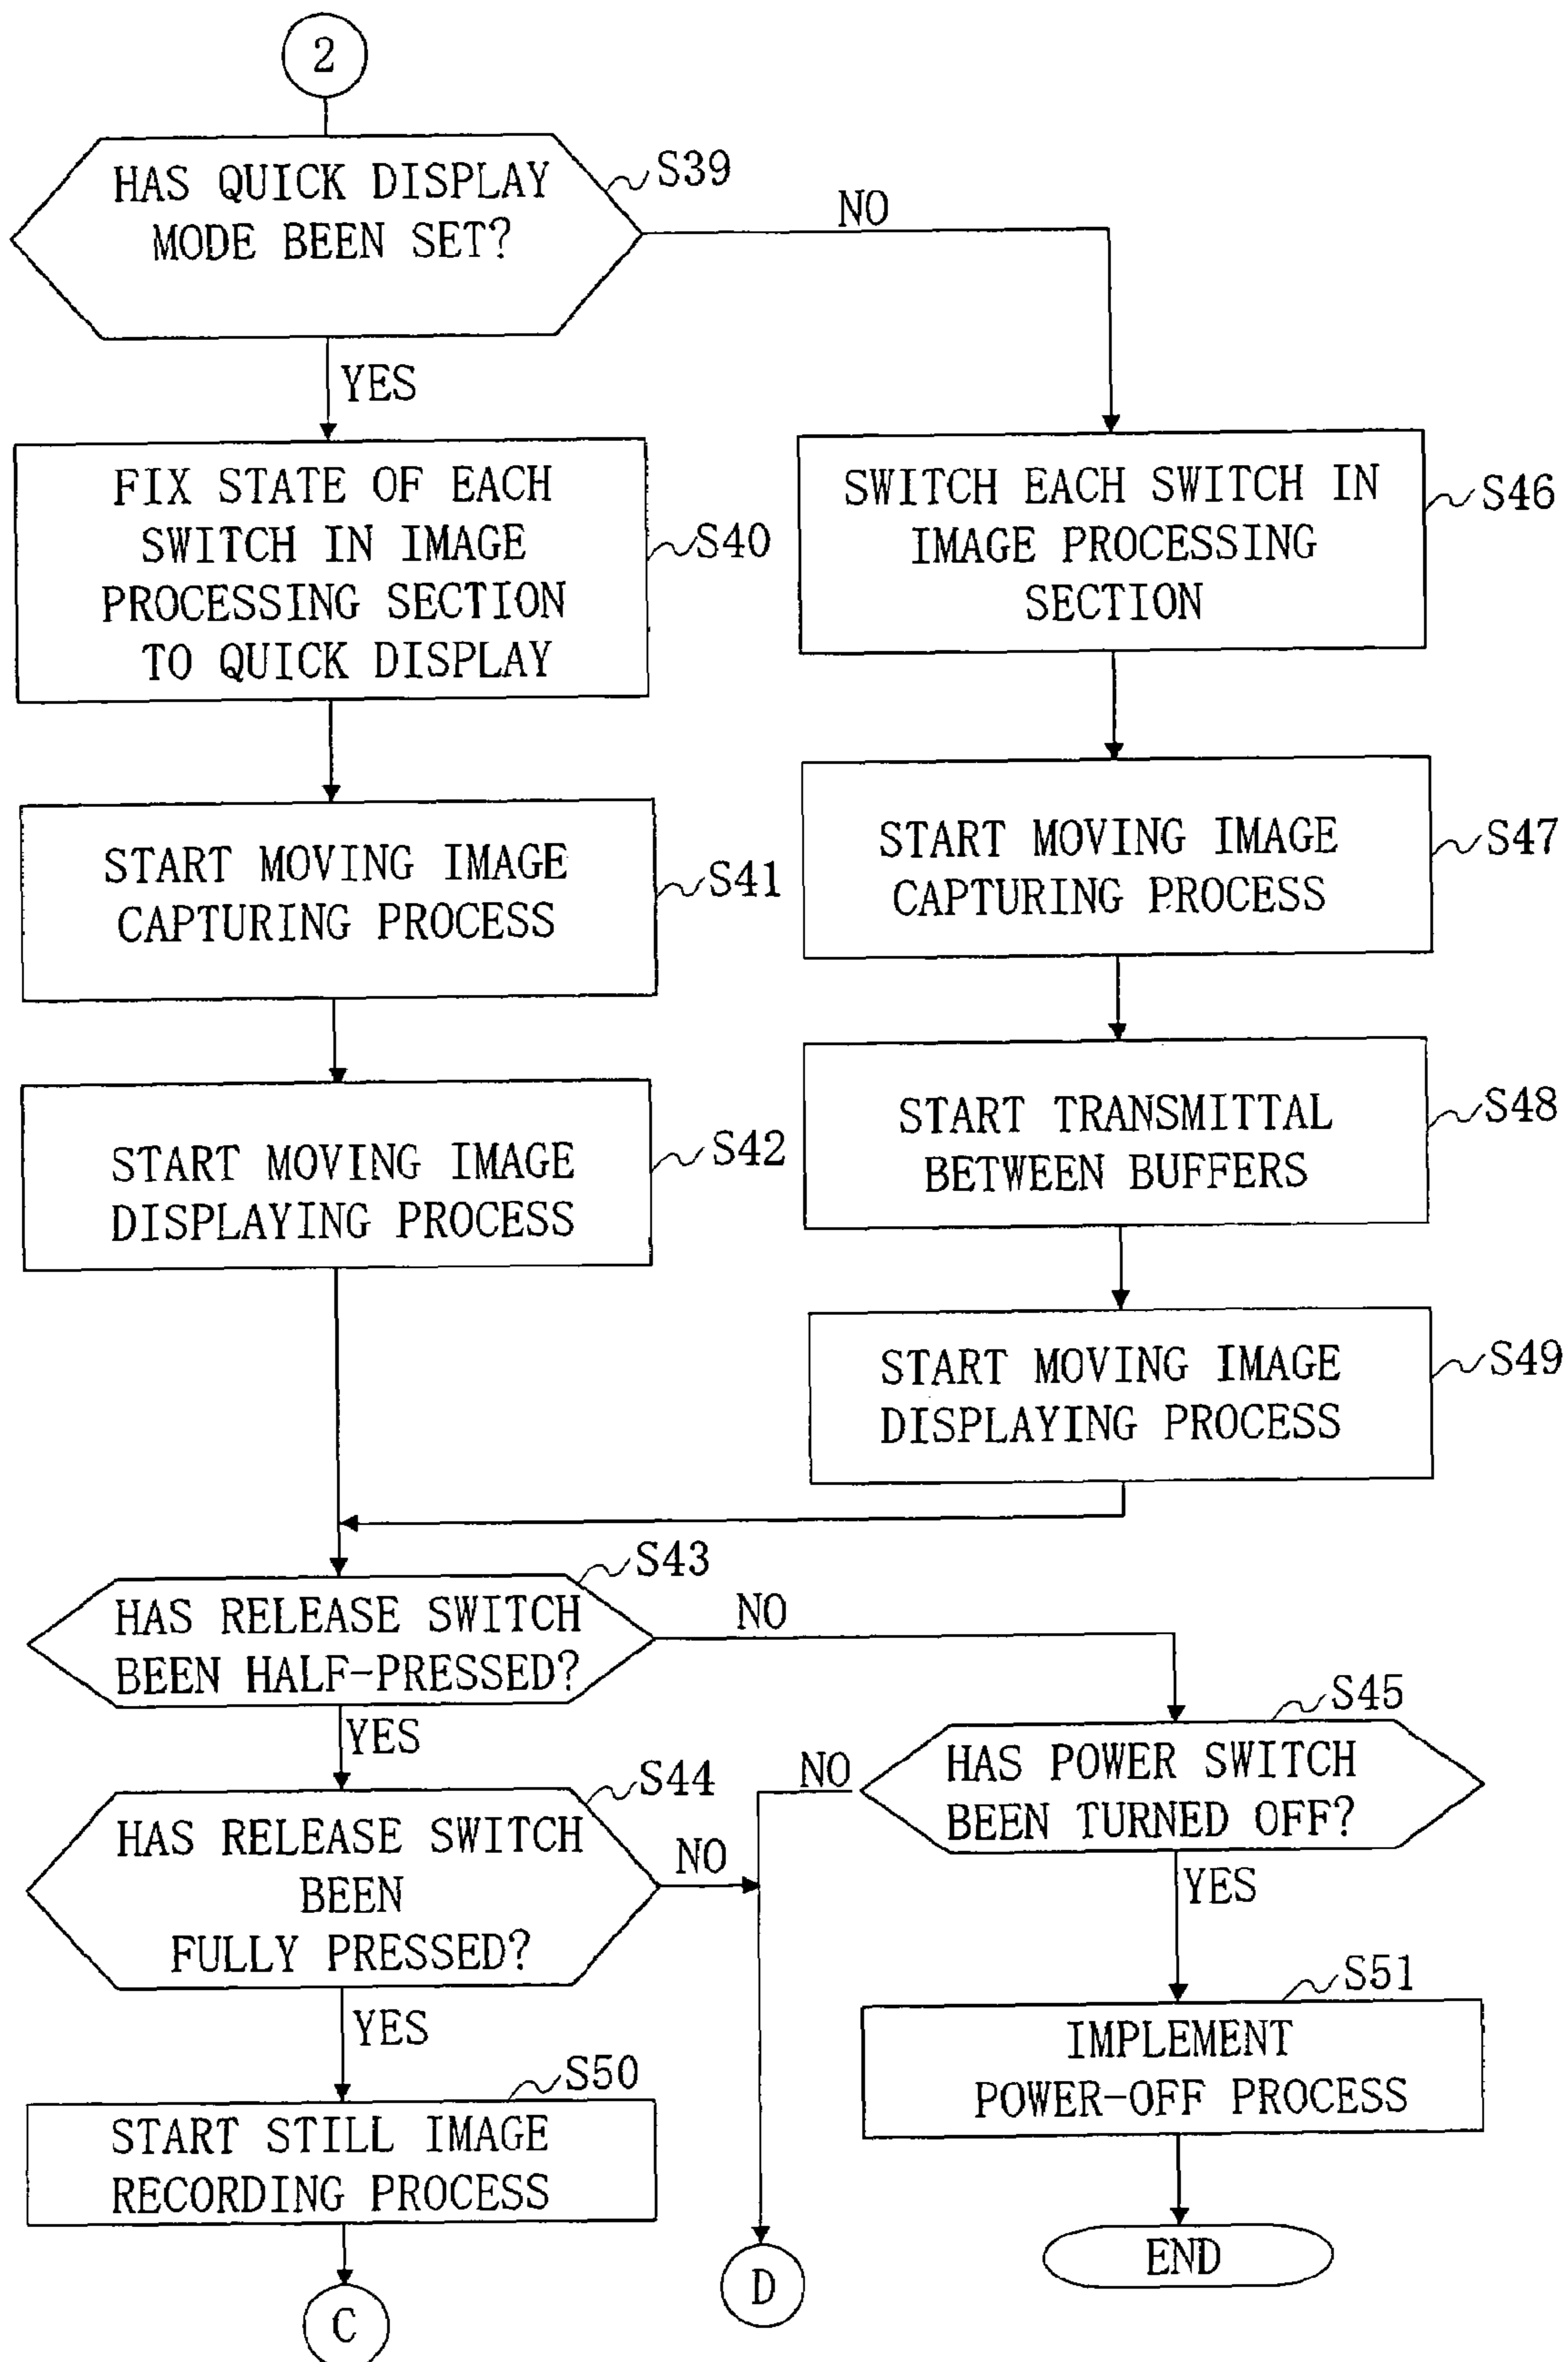 2
HAS QUICK DISPLAY
MODE BEEN SET?
S39
NO
YES
FIX STATE OF EACH
SWITCH IN IMAGE
PROCESSING SECTION
TO QUICK DISPLAY
S40
SWITCH EACH SWITCH IN
IMAGE PROCESSING
SECTION
S46
START MOVING IMAGE
CAPTURING PROCESS
S41
START MOVING IMAGE
CAPTURING PROCESS
S47
START MOVING IMAGE
DISPLAYING PROCESS
S42
START TRANSMITTAL
BETWEEN BUFFERS
S48
START MOVING IMAGE
DISPLAYING PROCESS
S49
HAS RELEASE SWITCH
BEEN HALF-PRESSED?
S43
NO
YES
HAS POWER SWITCH
BEEN TURNED OFF?
S45
NO
YES
HAS RELEASE SWITCH
BEEN
FULLY PRESSED?
S44
NO
YES
START STILL IMAGE
RECORDING PROCESS
S50
IMPLEMENT
POWER-OFF PROCESS
S51
END
D
C